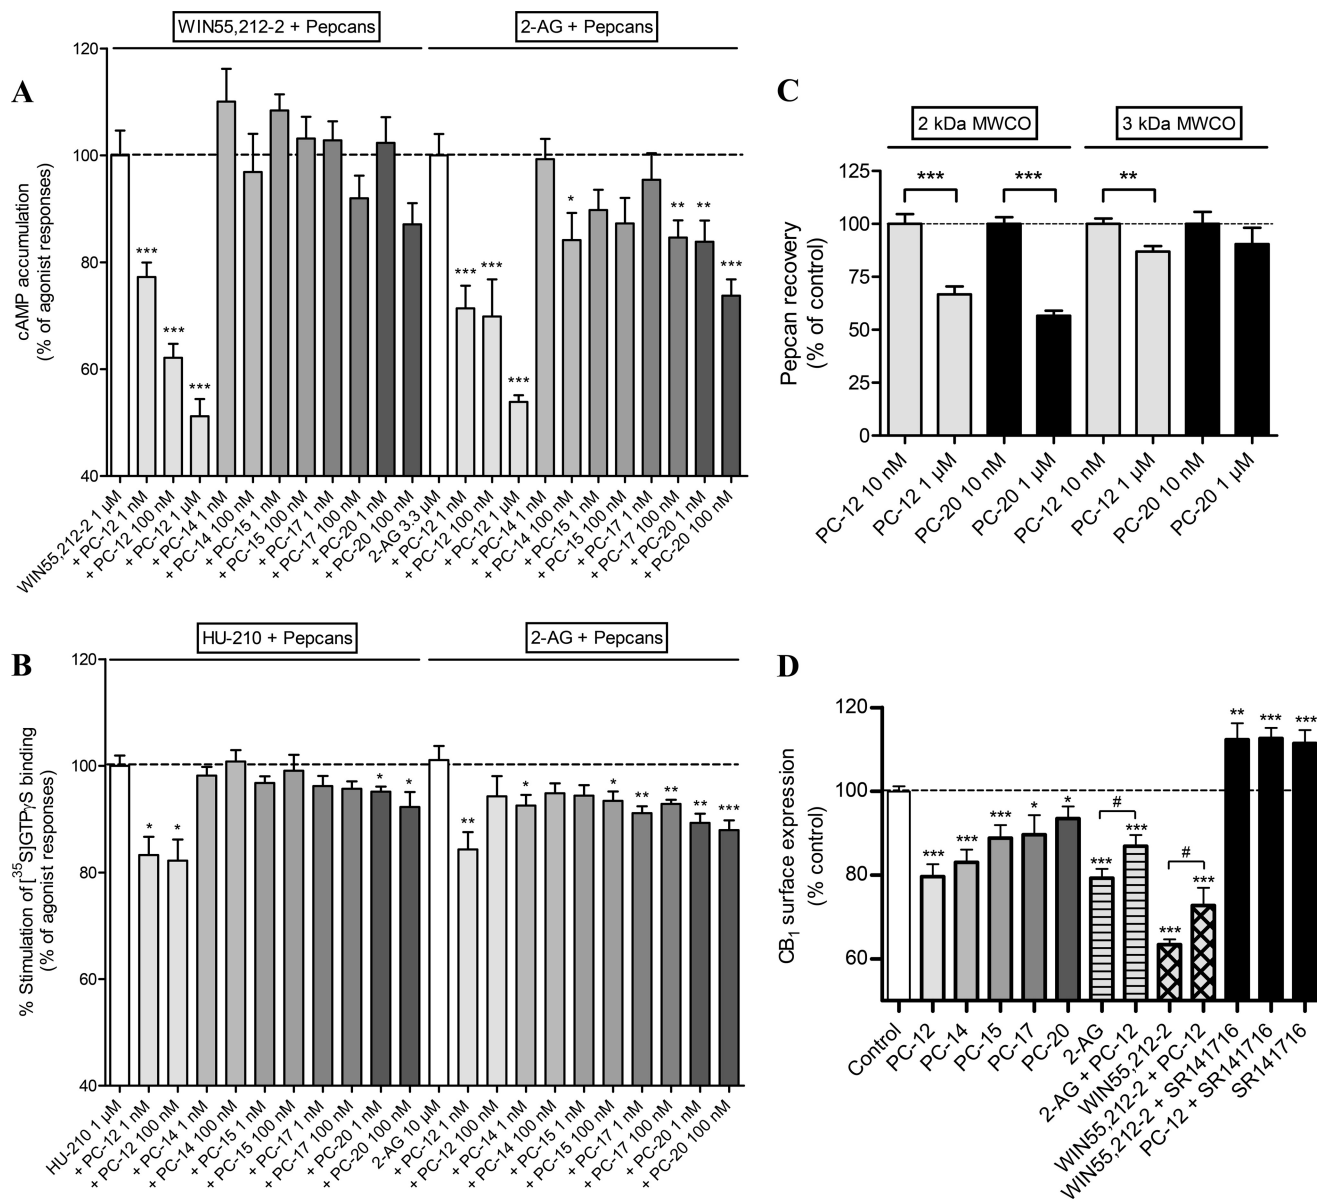 A
WIN55,212-2 + Pepcans
2-AG + Pepcans
cAMP accumulation
(% of agonist responses)
120
100
80
60
40
***
***
***
***
***
***
*
**
**
***
WIN55,212-2 1 µM
+ PC-12 1 nM
+ PC-12 100 nM
+ PC-12 1 µM
+ PC-14 1 nM
+ PC-14 100 nM
+ PC-15 1 nM
+ PC-15 100 nM
+ PC-17 1 nM
+ PC-17 100 nM
+ PC-20 1 nM
+ PC-20 100 nM
2-AG 3.3 µM
+ PC-12 1 nM
+ PC-12 100 nM
+ PC-12 1 µM
+ PC-14 1 nM
+ PC-14 100 nM
+ PC-15 1 nM
+ PC-15 100 nM
+ PC-17 1 nM
+ PC-17 100 nM
+ PC-20 1 nM
+ PC-20 100 nM
C
2 kDa MWCO
3 kDa MWCO
Pepcan recovery
(% of control)
125
100
75
50
25
0
***
***
**
PC-12 10 nM
PC-12 1 µM
PC-20 10 nM
PC-20 1 µM
PC-12 10 nM
PC-12 1 µM
PC-20 10 nM
PC-20 1 µM
B
HU-210 + Pepcans
2-AG + Pepcans
% Stimulation of [³⁵S]GTPγS binding
(% of agonist responses)
120
100
80
60
40
*
*
*
*
**
*
*
**
**
**
***
HU-210 1 µM
+ PC-12 1 nM
+ PC-12 100 nM
+ PC-14 1 nM
+ PC-14 100 nM
+ PC-15 1 nM
+ PC-15 100 nM
+ PC-17 1 nM
+ PC-17 100 nM
+ PC-20 1 nM
+ PC-20 100 nM
2-AG 10 µM
+ PC-12 1 nM
+ PC-12 100 nM
+ PC-14 1 nM
+ PC-14 100 nM
+ PC-15 1 nM
+ PC-15 100 nM
+ PC-17 1 nM
+ PC-17 100 nM
+ PC-20 1 nM
+ PC-20 100 nM
D
CB₁ surface expression
(% control)
120
100
80
60
***
***
***
*
*
***
#
***
***
#
***
**
***
***
Control
PC-12
PC-14
PC-15
PC-17
PC-20
2-AG
2-AG + PC-12
WIN55,212-2
WIN55,212-2 + PC-12
WIN55,212-2 + SR141716
PC-12 + SR141716
SR141716